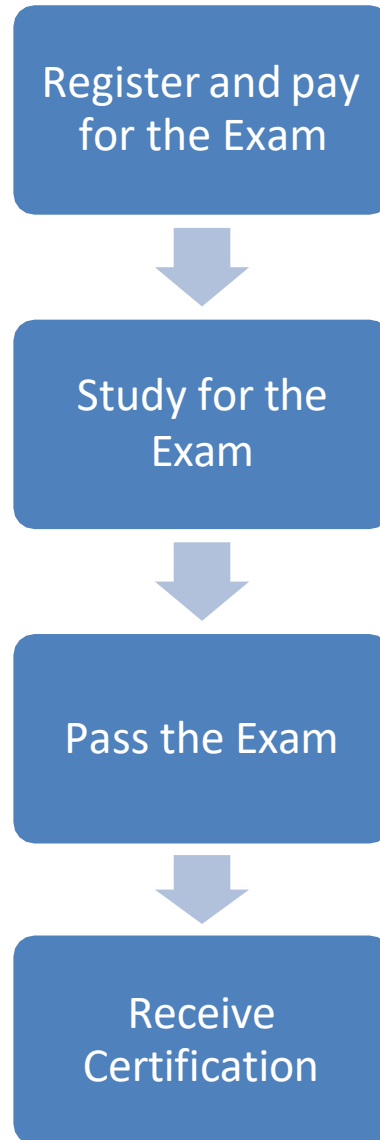 Register and pay
for the Exam
Study for the
Exam
Pass the Exam
Receive
Certification